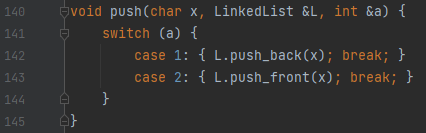 140 void push(char x, LinkedList &L, int &a) {
141     switch (a) {
142         case 1: { L.push_back(x); break; }
143         case 2: { L.push_front(x); break; }
144     }
145 }